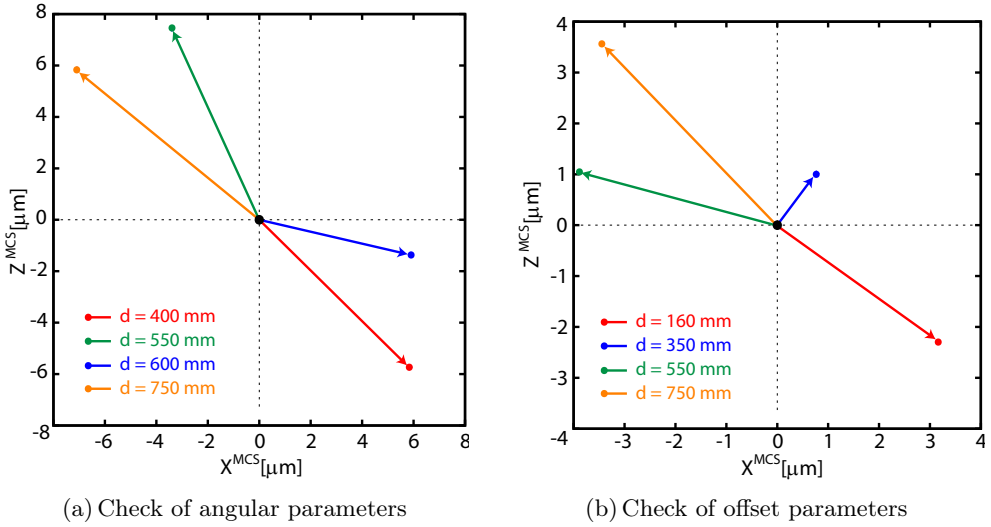 8
6
4
2
0
-2
-4
-6
-8
Z^MCS[μm]
-6
-4
-2
0
2
4
6
8
X^MCS[μm]
d = 400 mm
d = 550 mm
d = 600 mm
d = 750 mm
(a) Check of angular parameters
4
3
2
1
0
-1
-2
-3
-4
Z^MCS[μm]
-3
-2
-1
0
1
2
3
4
X^MCS[μm]
d = 160 mm
d = 350 mm
d = 550 mm
d = 750 mm
(b) Check of offset parameters